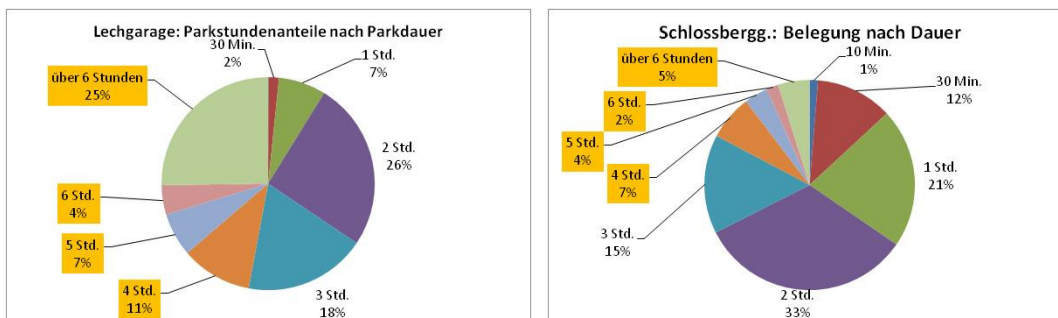 Lechgarage: Parkstundenanteile nach Parkdauer
30 Min.
2%
1 Std.
7%
2 Std.
26%
3 Std.
18%
4 Std.
11%
5 Std.
7%
6 Std.
4%
über 6 Stunden
25%
Schlossbergg.: Belegung nach Dauer
10 Min.
1%
30 Min.
12%
1 Std.
21%
2 Std.
33%
3 Std.
15%
4 Std.
7%
5 Std.
4%
6 Std.
2%
über 6 Stunden
5%